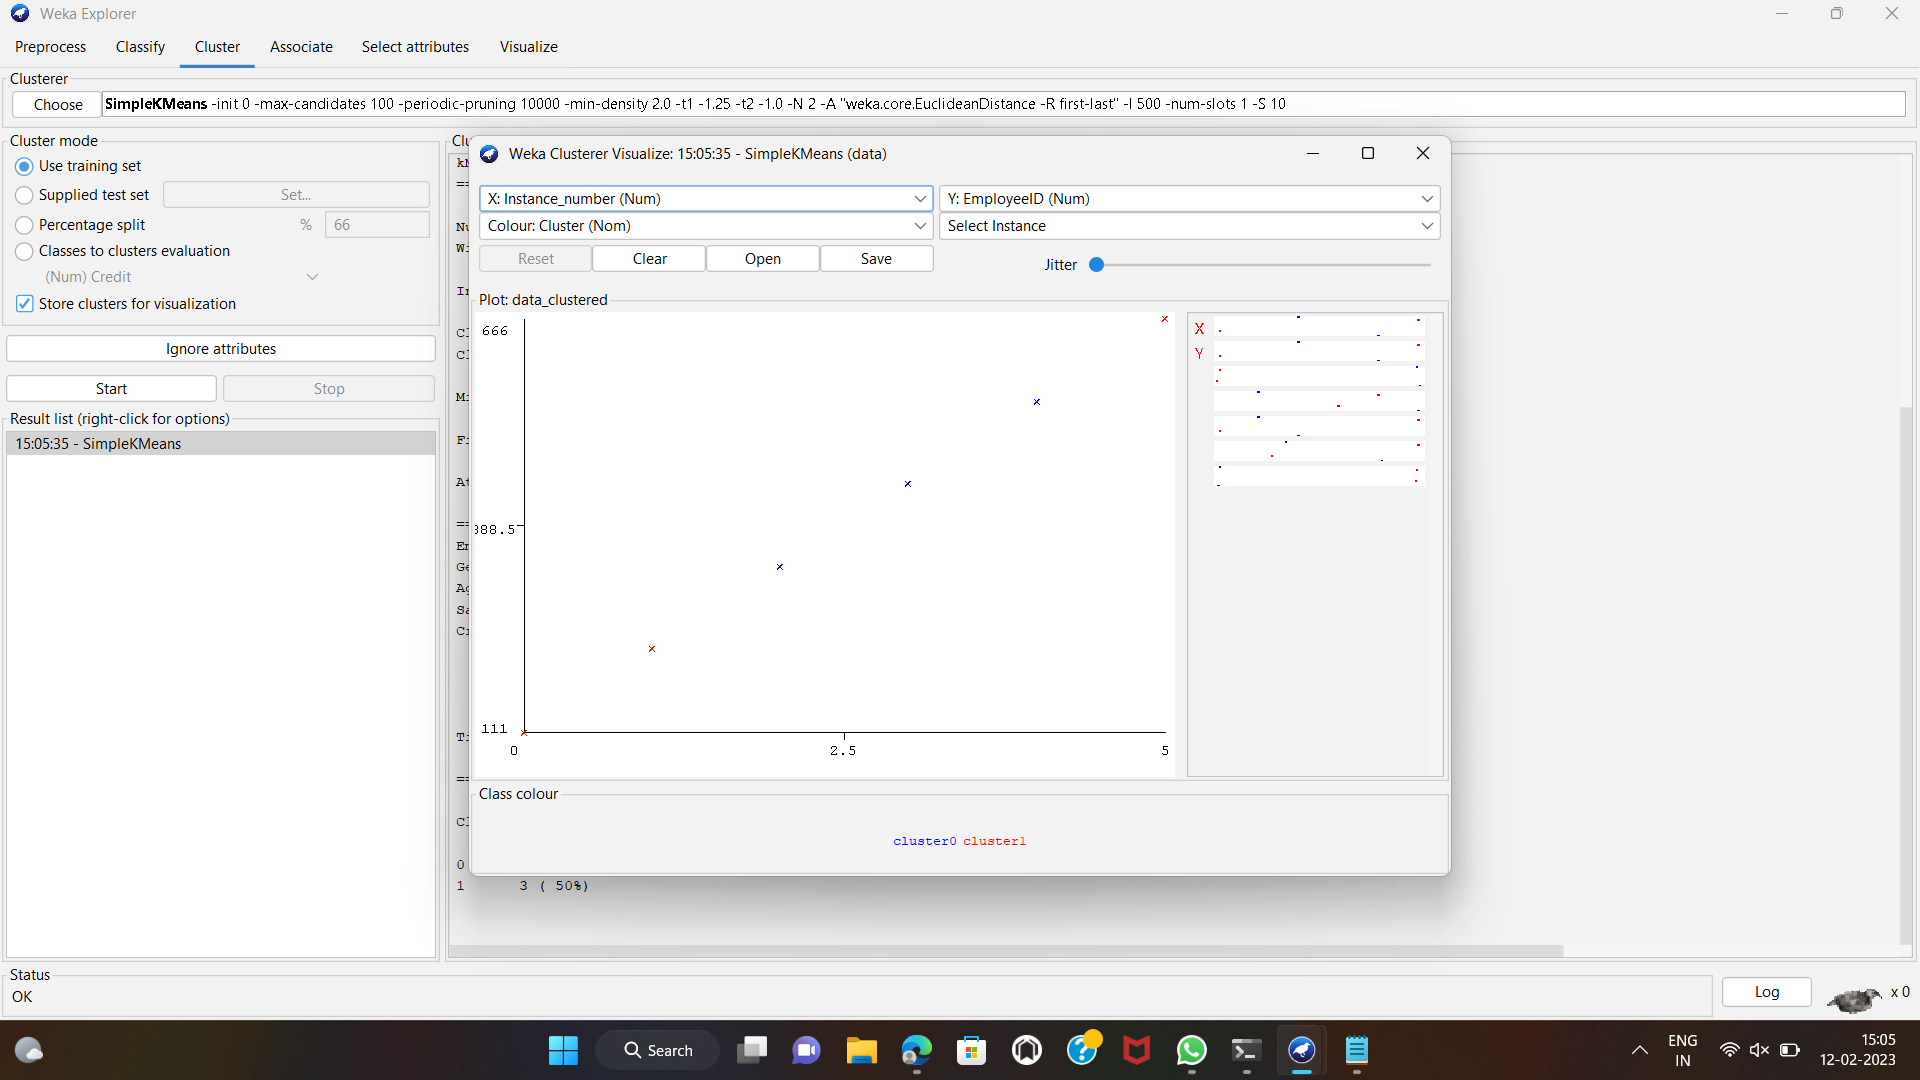 Weka Explorer
Preprocess Classify Cluster Associate Select attributes Visualize
Clusterer
Choose SimpleKMeans -init 0 -max-candidates 100 -periodic-pruning 10000 -min-density 2.0 -t1 -1.25 -t2 -1.0 -N 2 -A "weka.core.EuclideanDistance -R first-last" -I 500 -num-slots 1 -S 10
Cluster mode
Use training set
Supplied test set Set...
Percentage split % 66
Classes to clusters evaluation
(Num) Credit
Store clusters for visualization
Ignore attributes
Start Stop
Result list (right-click for options)
15:05:35 - SimpleKMeans
Weka Clusterer Visualize: 15:05:35 - SimpleKMeans (data)
X: Instance_number (Num) Y: EmployeeID (Num)
Colour: Cluster (Nom) Select Instance
Reset Clear Open Save Jitter
Plot: data_clustered
666
388.5
111
0 2.5 5
X
Y
Class colour
cluster0 cluster1
0
1 3 ( 50%)
Status
OK
Log x 0
Search
ENG
IN
15:05
12-02-2023